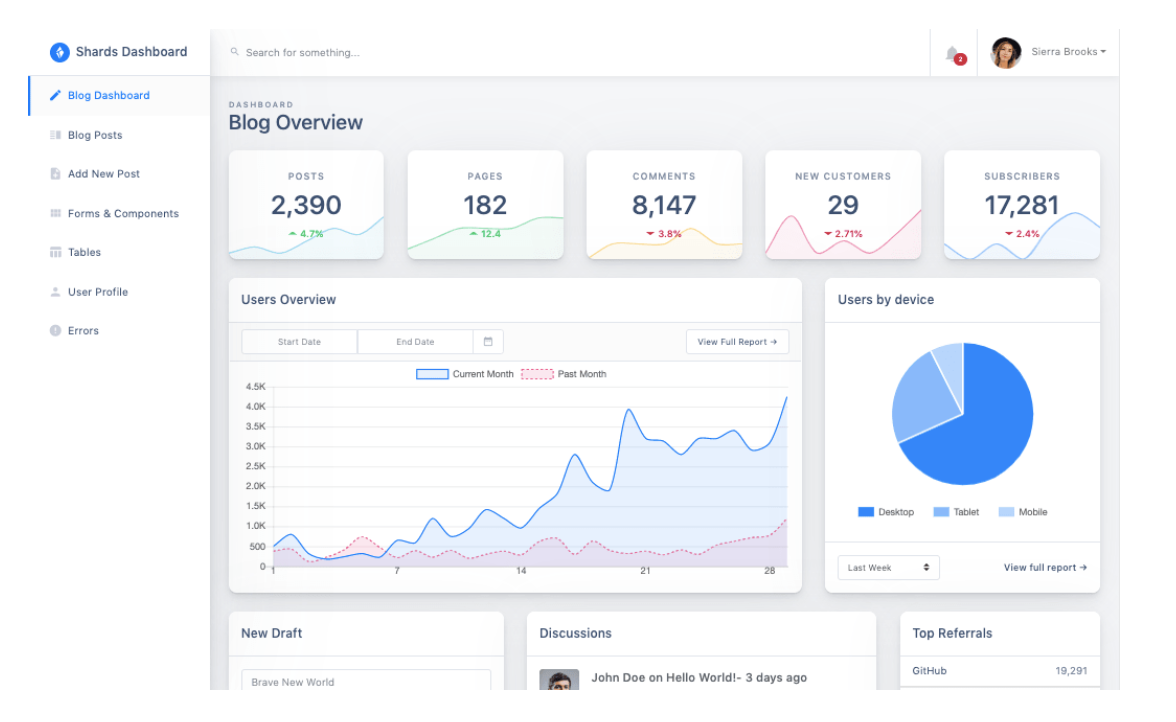 Shards Dashboard
Search for something...
2
Sierra Brooks
Blog Dashboard
Blog Posts
Add New Post
Forms & Components
Tables
User Profile
Errors
DASHBOARD
Blog Overview
POSTS
2,390
4.7%
PAGES
182
12.4
COMMENTS
8,147
3.8%
NEW CUSTOMERS
29
2.71%
SUBSCRIBERS
17,281
2.4%
Users Overview
Start Date
End Date
View Full Report →
Current Month
Past Month
4.5K
4.0K
3.5K
3.0K
2.5K
2.0K
1.5K
1.0K
500
0
1
7
14
21
28
Users by device
Desktop
Tablet
Mobile
Last Week
View full report →
New Draft
Brave New World
Discussions
John Doe on Hello World!- 3 days ago
Top Referrals
GitHub
19,291